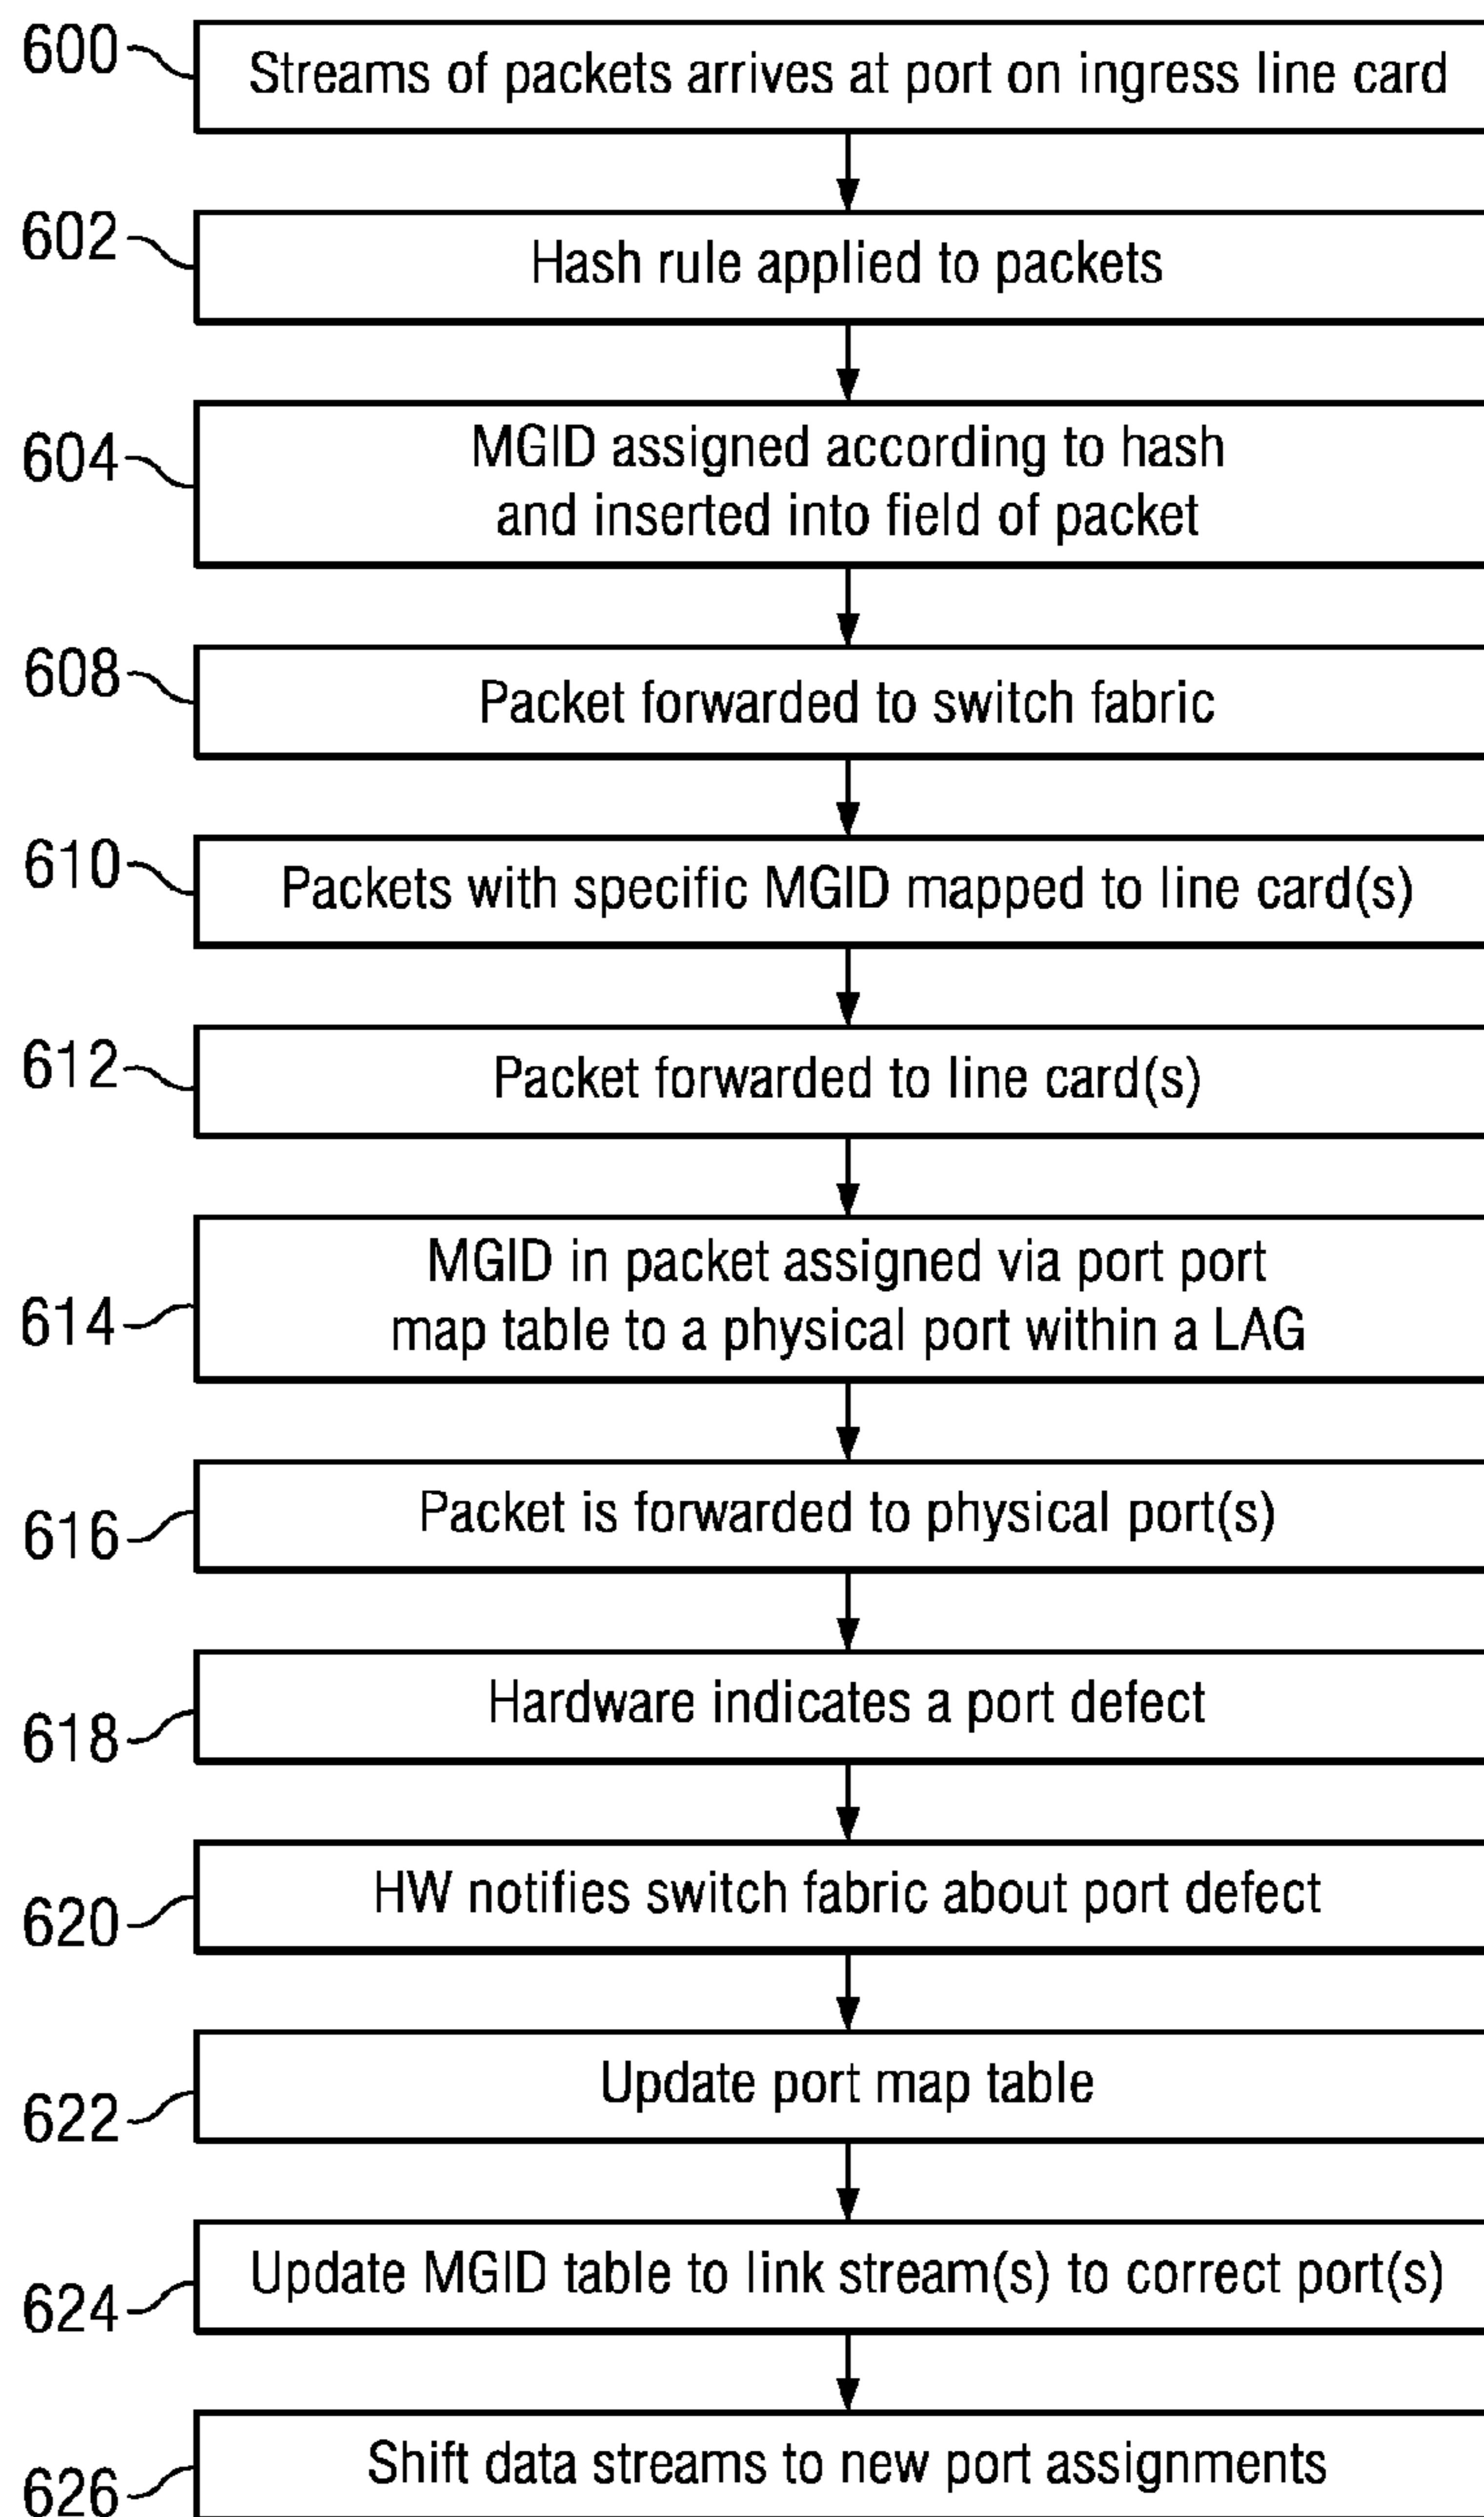 600
Streams of packets arrives at port on ingress line card
602
Hash rule applied to packets
604
MGID assigned according to hash
and inserted into field of packet
608
Packet forwarded to switch fabric
610
Packets with specific MGID mapped to line card(s)
612
Packet forwarded to line card(s)
614
MGID in packet assigned via port port
map table to a physical port within a LAG
616
Packet is forwarded to physical port(s)
618
Hardware indicates a port defect
620
HW notifies switch fabric about port defect
622
Update port map table
624
Update MGID table to link stream(s) to correct port(s)
626
Shift data streams to new port assignments